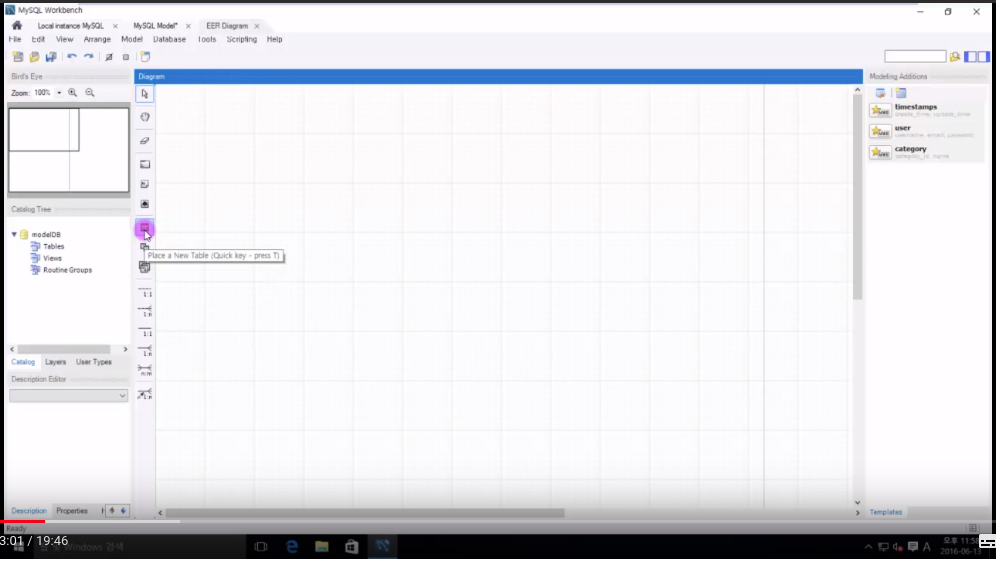 MySQL Workbench
Local instance MySQL × MySQL Model* × EER Diagram ×
File Edit View Arrange Model Database Tools Scripting Help
Bird's Eye
Diagram
Modeling Additions
Zoom: 100%
timestamps
create_time, update_time
user
username, email, password
category
category_id, name
Catalog Tree
modelDB
Tables
Views
Routine Groups
Place a New Table (Quick key - press T)
1:1
1:n
1:1
1:n
n:m
1:n
Catalog Layers User Types
Description Editor
Description Properties
Templates
Ready
3:01 / 19:46
Windows 검색
A
오후 11:58
2016-06-13